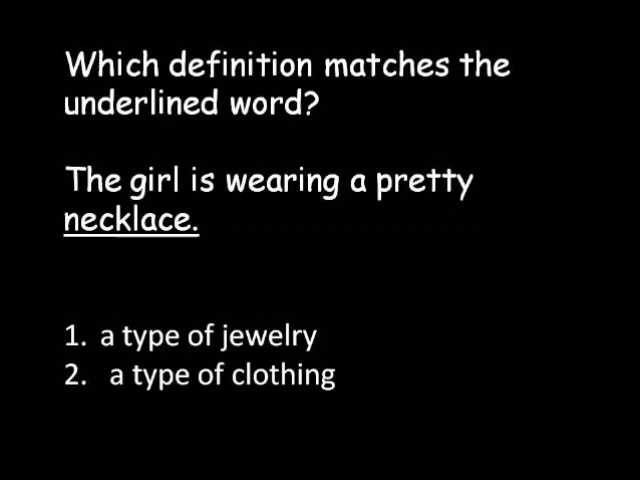 Which definition matches the
underlined word?
The girl is wearing a pretty
necklace.
1. a type of jewelry
2. a type of clothing